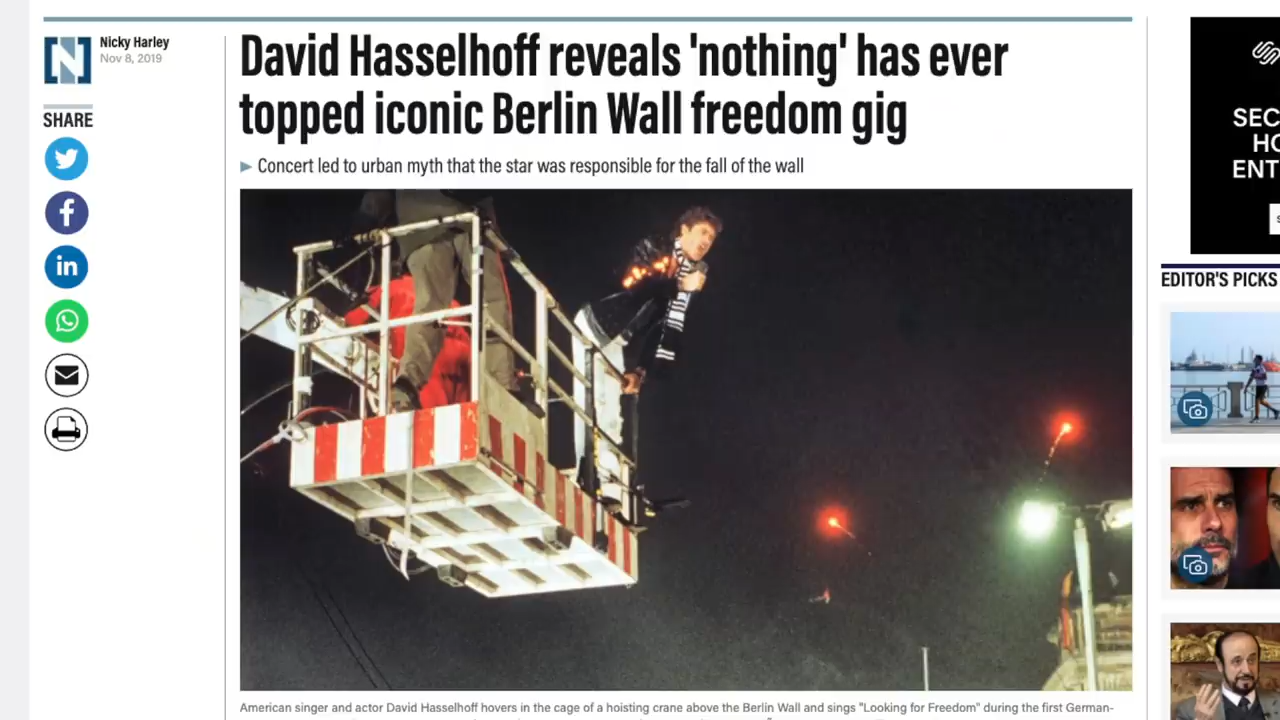 Nicky Harley
Nov 8, 2019
SHARE
David Hasselhoff reveals 'nothing' has ever
topped iconic Berlin Wall freedom gig
Concert led to urban myth that the star was responsible for the fall of the wall
American singer and actor David Hasselhoff hovers in the cage of a hoisting crane above the Berlin Wall and sings "Looking for Freedom" during the first German-
SEC
HO
ENT
EDITOR'S PICKS